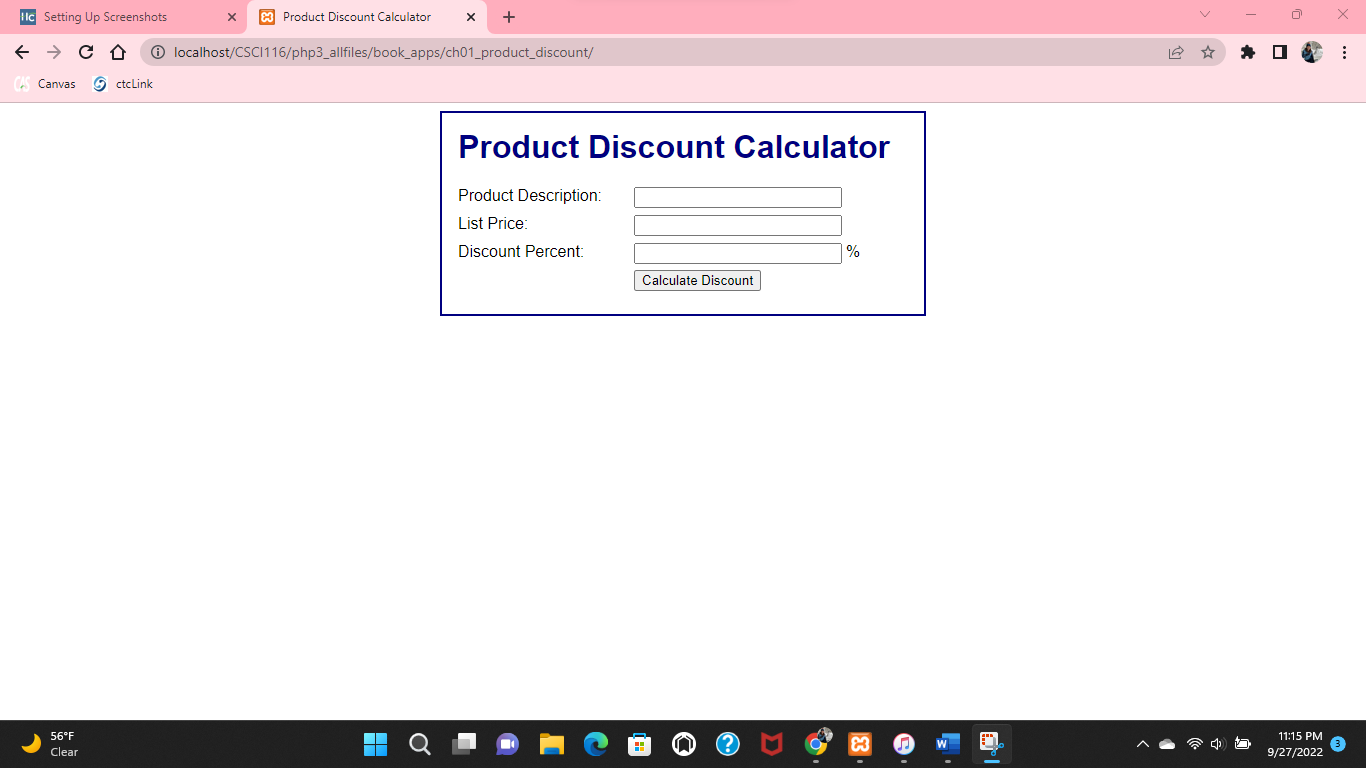 Setting Up Screenshots
Product Discount Calculator
localhost/CSCI116/php3_allfiles/book_apps/ch01_product_discount/
Canvas
ctcLink
Product Discount Calculator
Product Description:
List Price:
Discount Percent: %
Calculate Discount
56°F
Clear
11:15 PM
9/27/2022
3